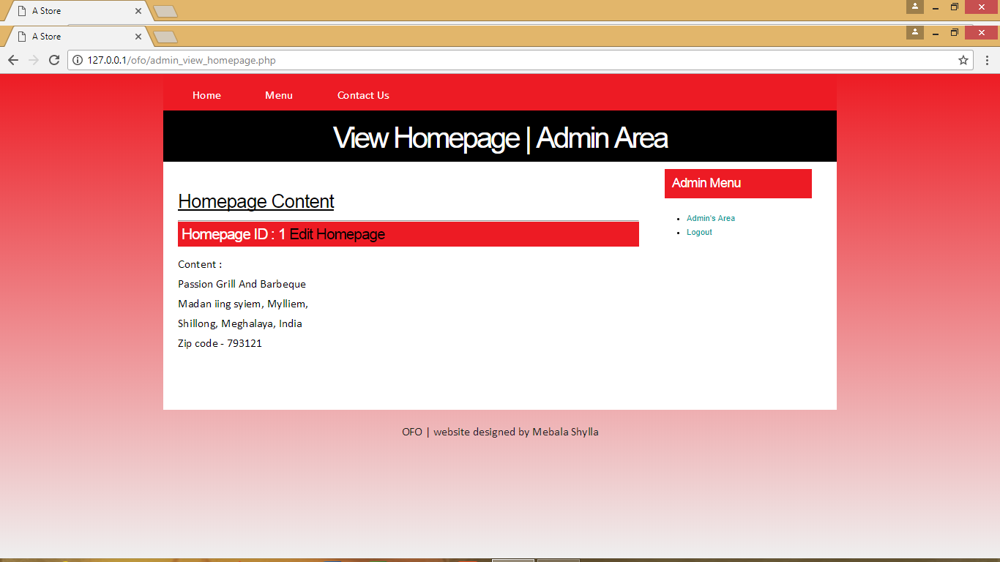 A Store
A Store
127.0.0.1/ofo/admin_view_homepage.php
Home Menu Contact Us
View Homepage | Admin Area
Admin Menu
Admin's Area
Logout
Homepage Content
Homepage ID : 1 Edit Homepage
Content :
Passion Grill And Barbeque
Madan iing syiem, Mylliem,
Shillong, Meghalaya, India
Zip code - 793121
OFO | website designed by Mebala Shylla